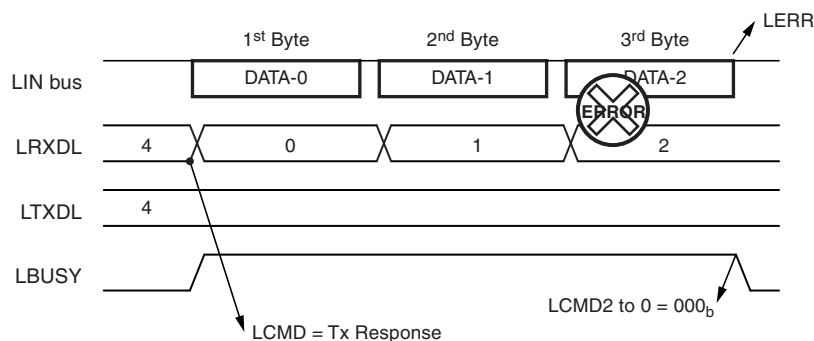 1st Byte 2nd Byte 3rd Byte LERR
LIN bus DATA-0 DATA-1 DATA-2
ERROR
LRXDL 4 0 1 2
LTXDL 4
LBUSY
LCMD2 to 0 = 000b
LCMD = Tx Response